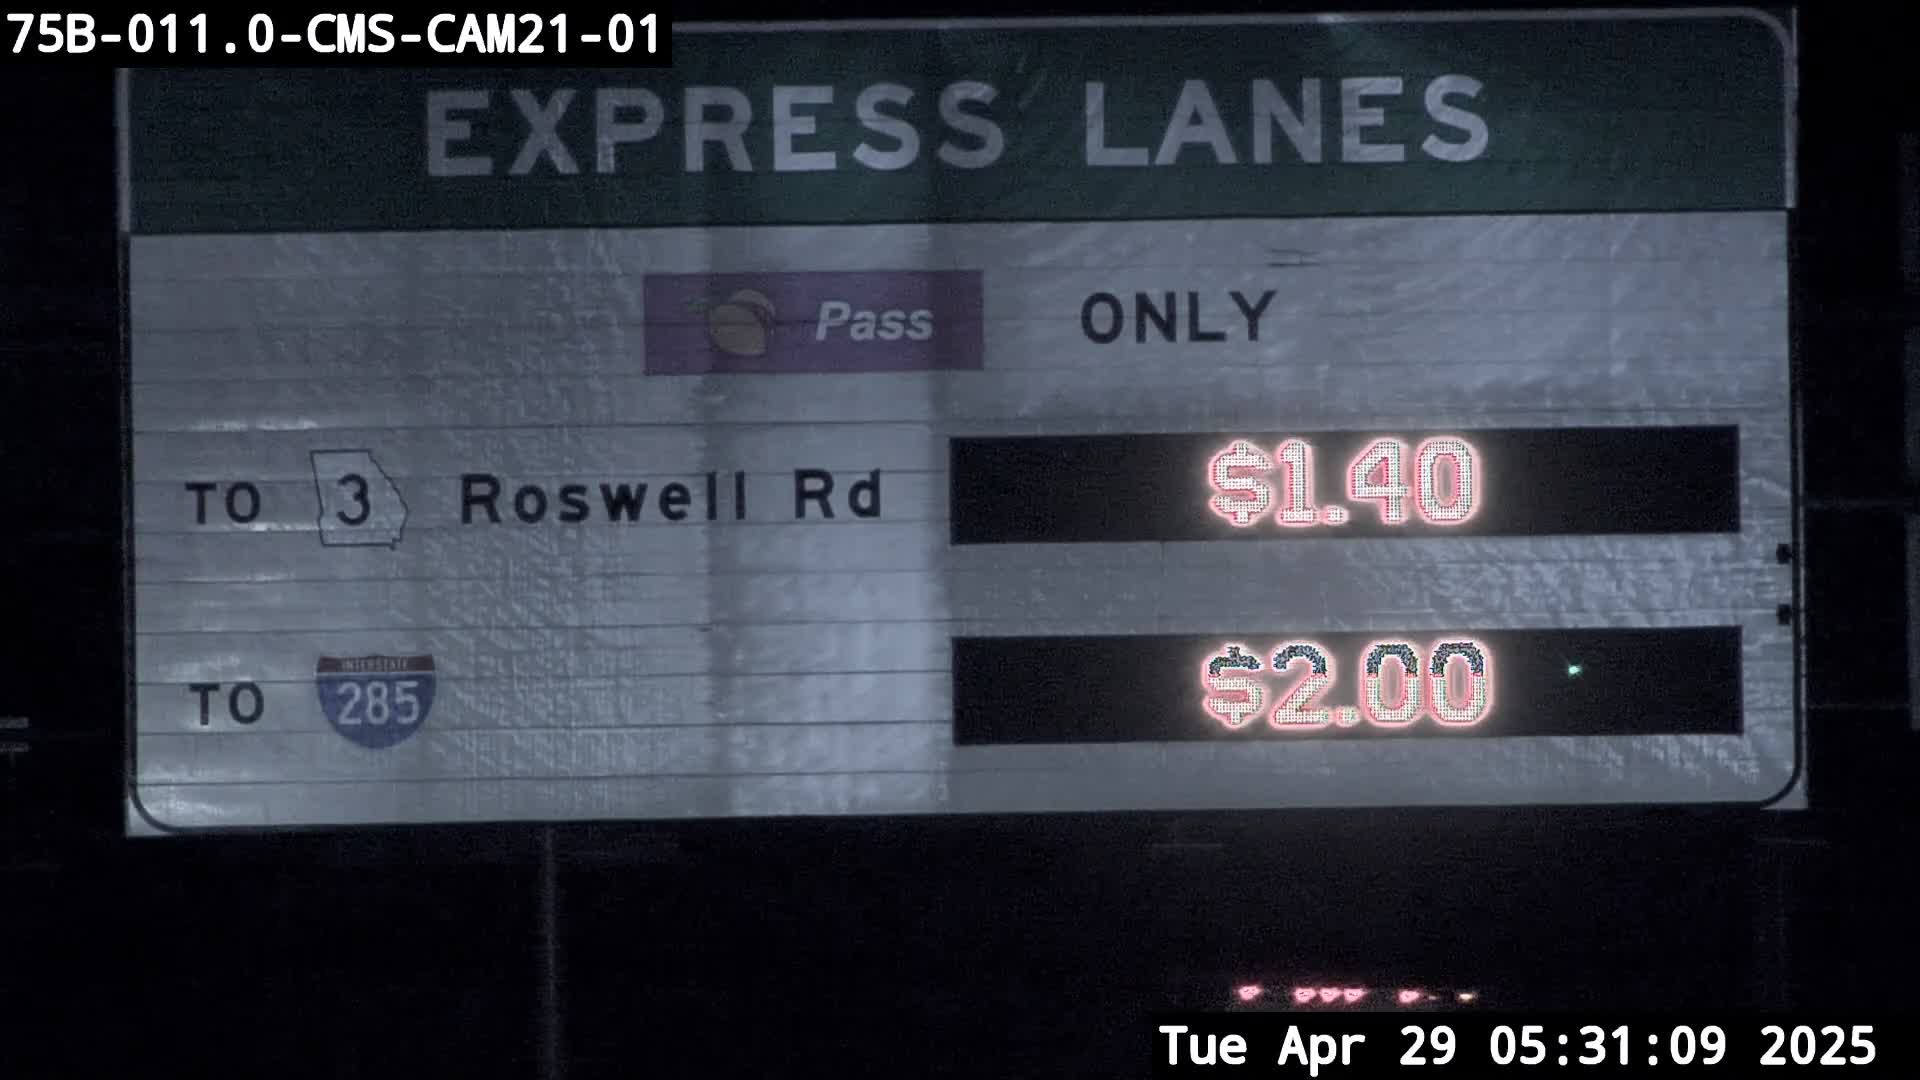 75B-011.0-CMS-CAM21-01
EXPRESS LANES
Pass ONLY
TO 3 Roswell Rd $1.40
TO INTERSTATE 285 $2.00
Tue Apr 29 05:31:09 2025